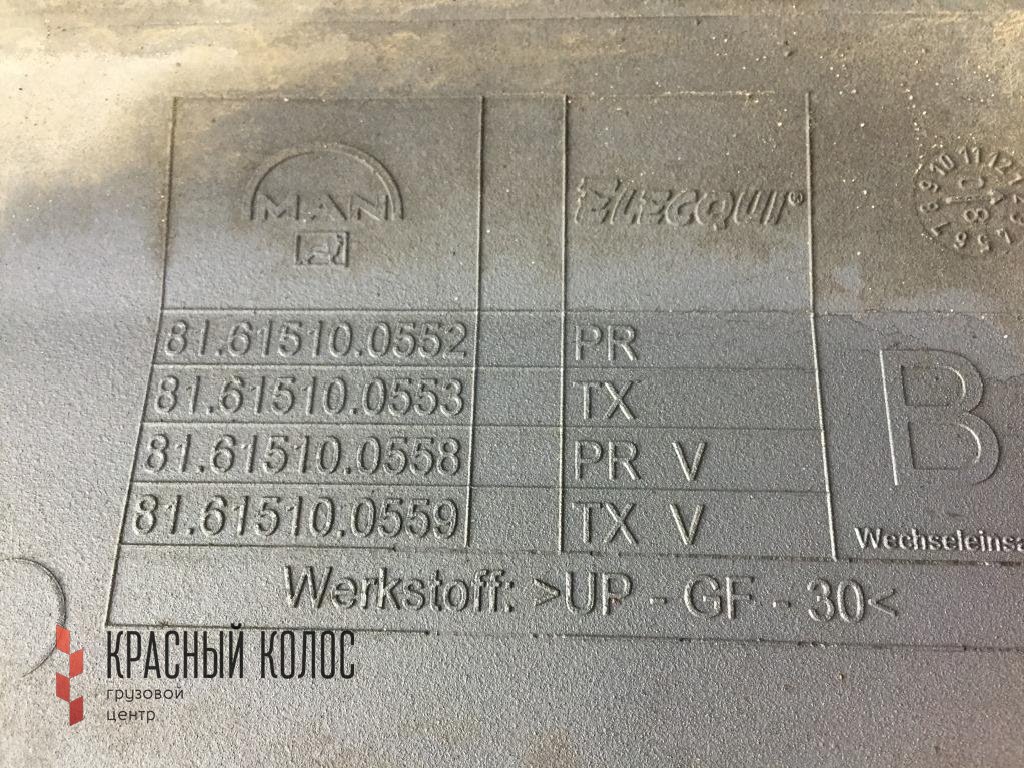 MAN
ELECQUI®
81.61510.0552 PR
81.61510.0553 TX
81.61510.0558 PR V
81.61510.0559 TX V
B
Werkstoff: >UP - GF - 30<
КРАСНЫЙ КОЛОС
грузовой
центр